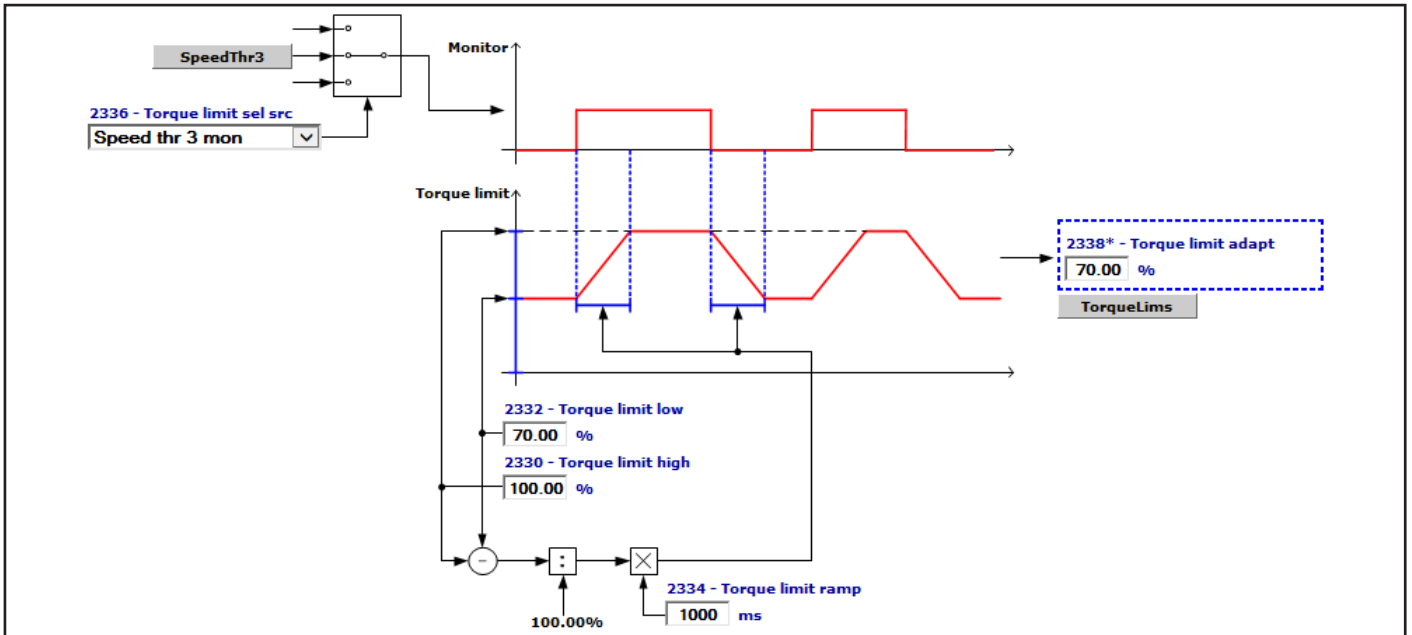 Monitor
SpeedThr3
2336 - Torque limit sel src
Speed thr 3 mon
Torque limit
2338* - Torque limit adapt
70.00 %
TorqueLims
2332 - Torque limit low
70.00 %
2330 - Torque limit high
100.00 %
-
:
×
2334 - Torque limit ramp
1000 ms
100.00%